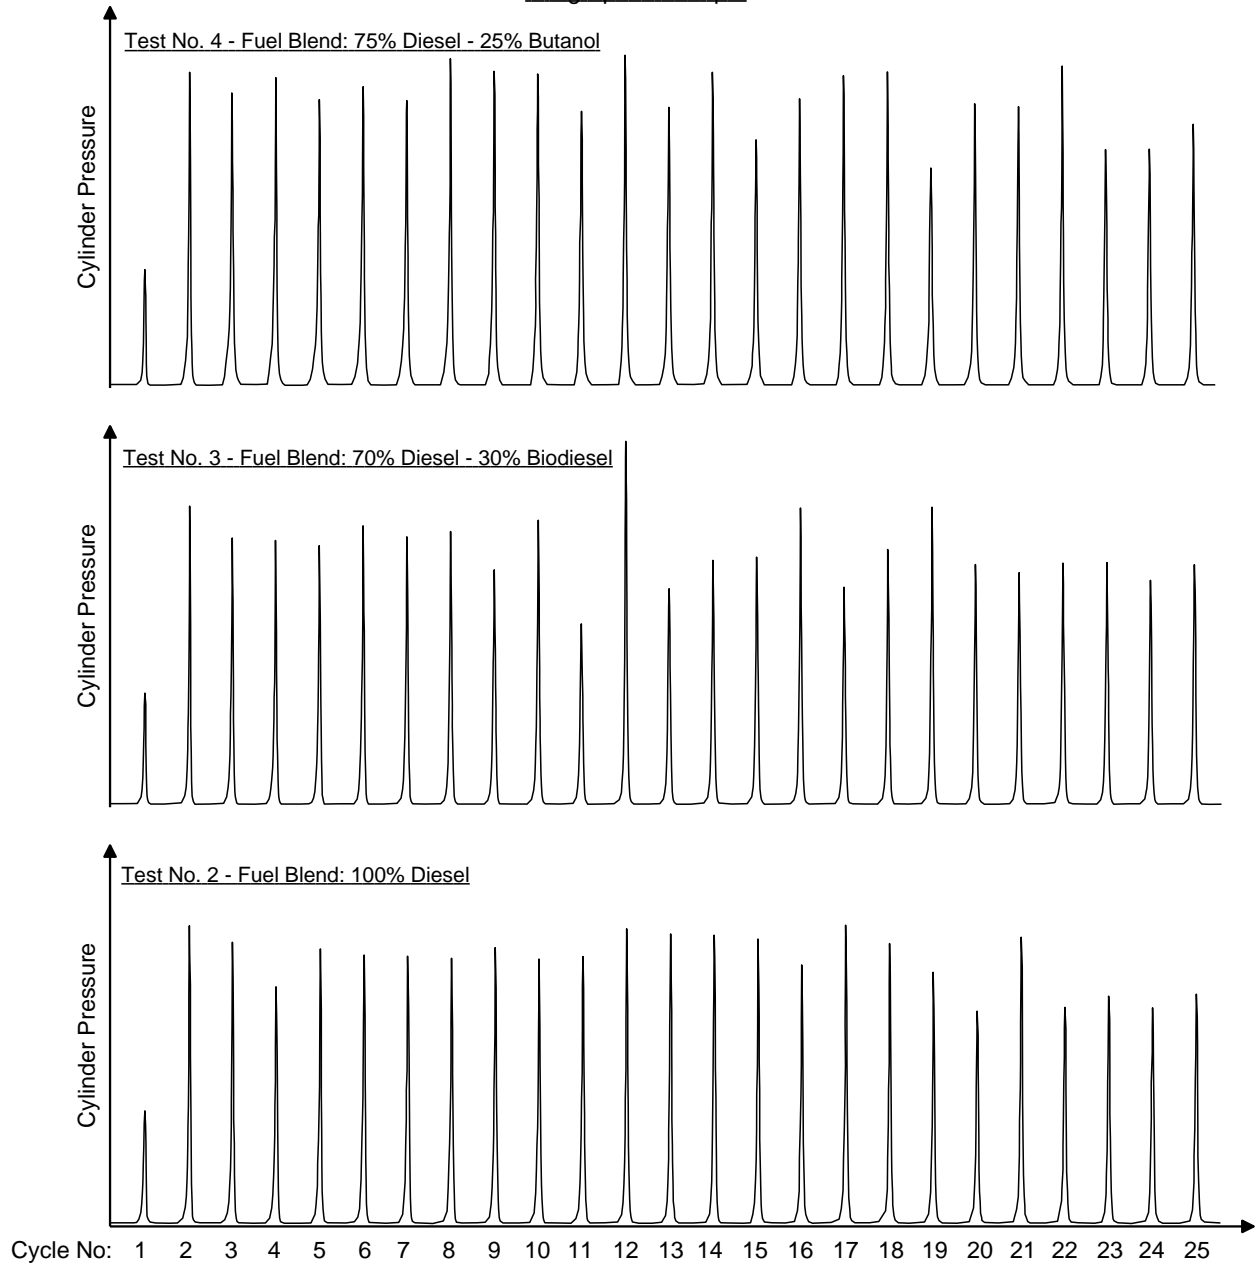 Test No. 4 - Fuel Blend: 75% Diesel - 25% Butanol
Cylinder Pressure
Test No. 3 - Fuel Blend: 70% Diesel - 30% Biodiesel
Cylinder Pressure
Test No. 2 - Fuel Blend: 100% Diesel
Cylinder Pressure
Cycle No: 1 2 3 4 5 6 7 8 9 10 11 12 13 14 15 16 17 18 19 20 21 22 23 24 25